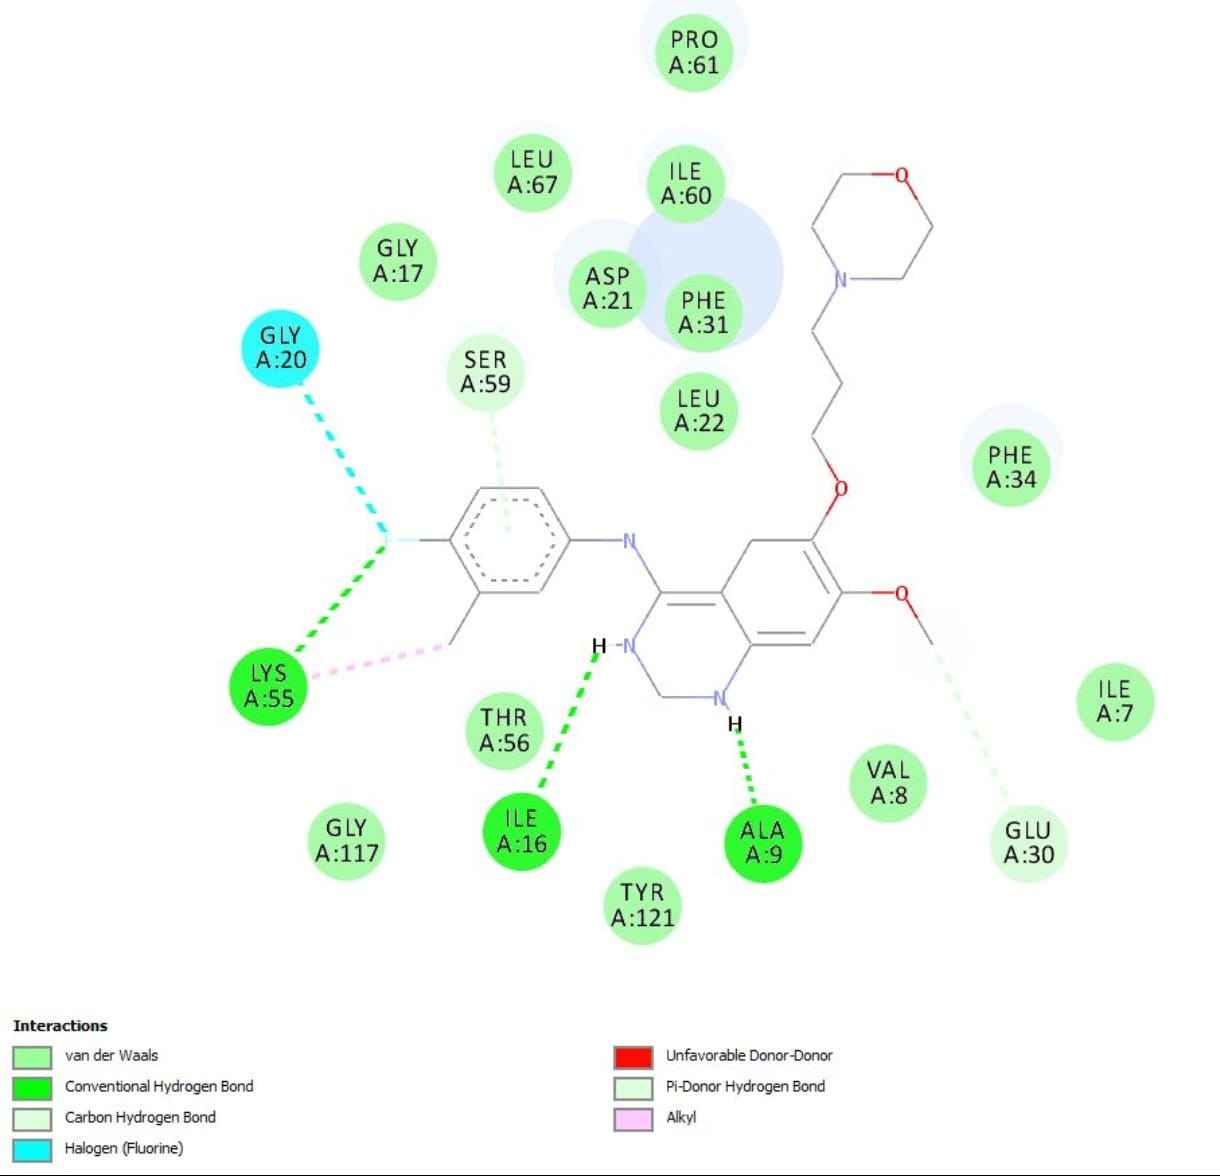 PRO
A:61
LEU
A:67
ILE
A:60
O
GLY
A:17
ASP
A:21
PHE
A:31
N
GLY
A:20
SER
A:59
LEU
A:22
PHE
A:34
O
F
N
O
LYS
A:55
H N
N
H
THR
A:56
ILE
A:7
VAL
A:8
GLY
A:117
ILE
A:16
ALA
A:9
GLU
A:30
TYR
A:121
Interactions
van der Waals
Conventional Hydrogen Bond
Carbon Hydrogen Bond
Halogen (Fluorine)
Unfavorable Donor-Donor
Pi-Donor Hydrogen Bond
Alkyl